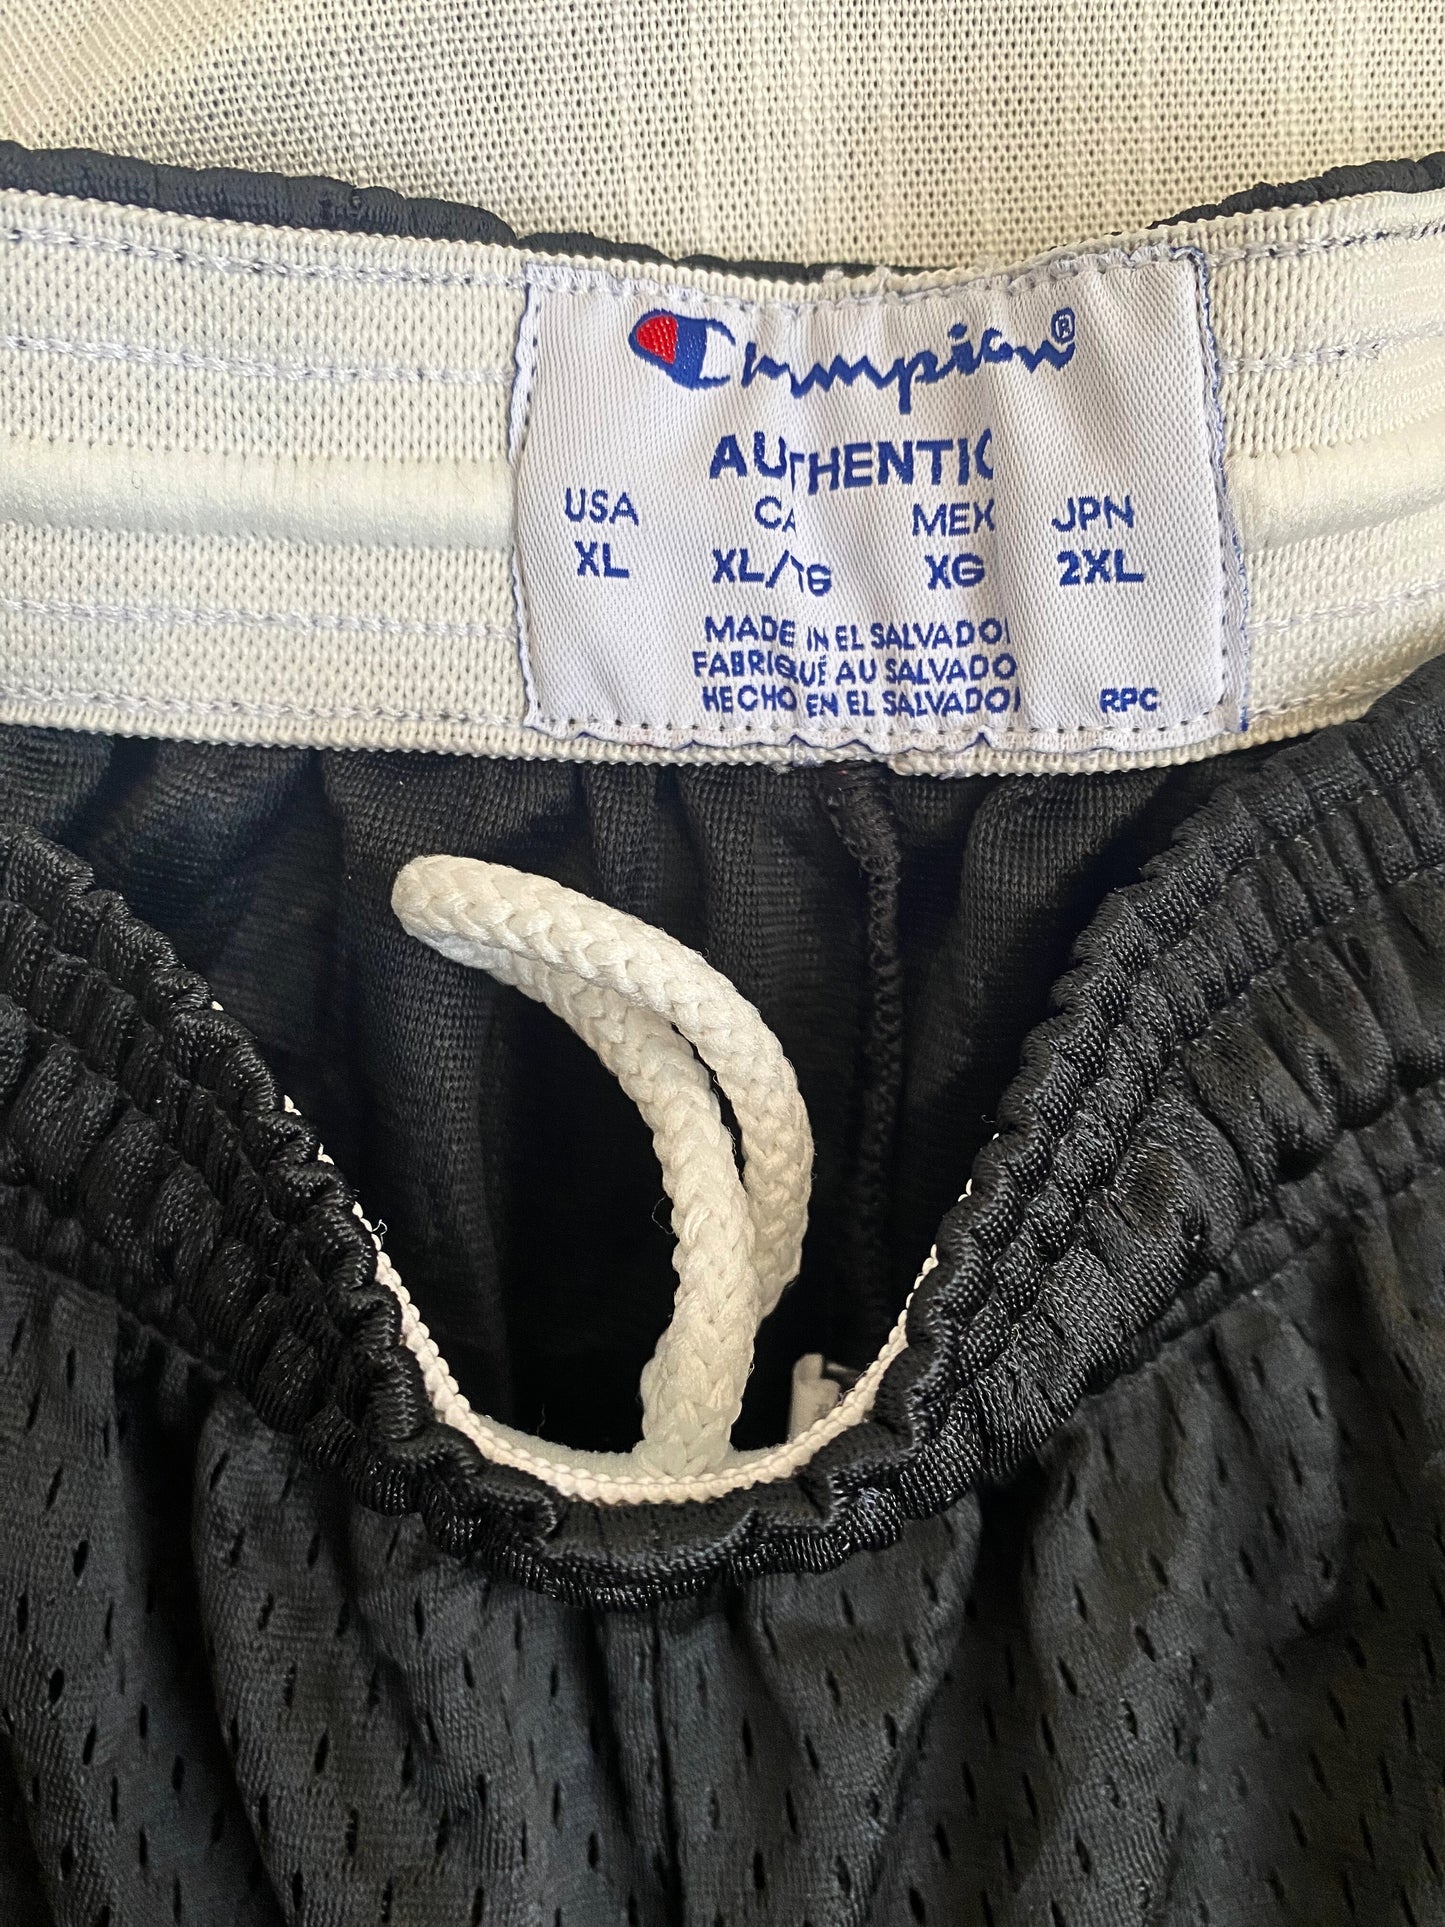 Champion®
AUTHENTIC
USA CA MEX JPN
XL XL/TG XG 2XL
MADE IN EL SALVADOR
FABRIQUÉ AU SALVADOR
HECHO EN EL SALVADOR RPC